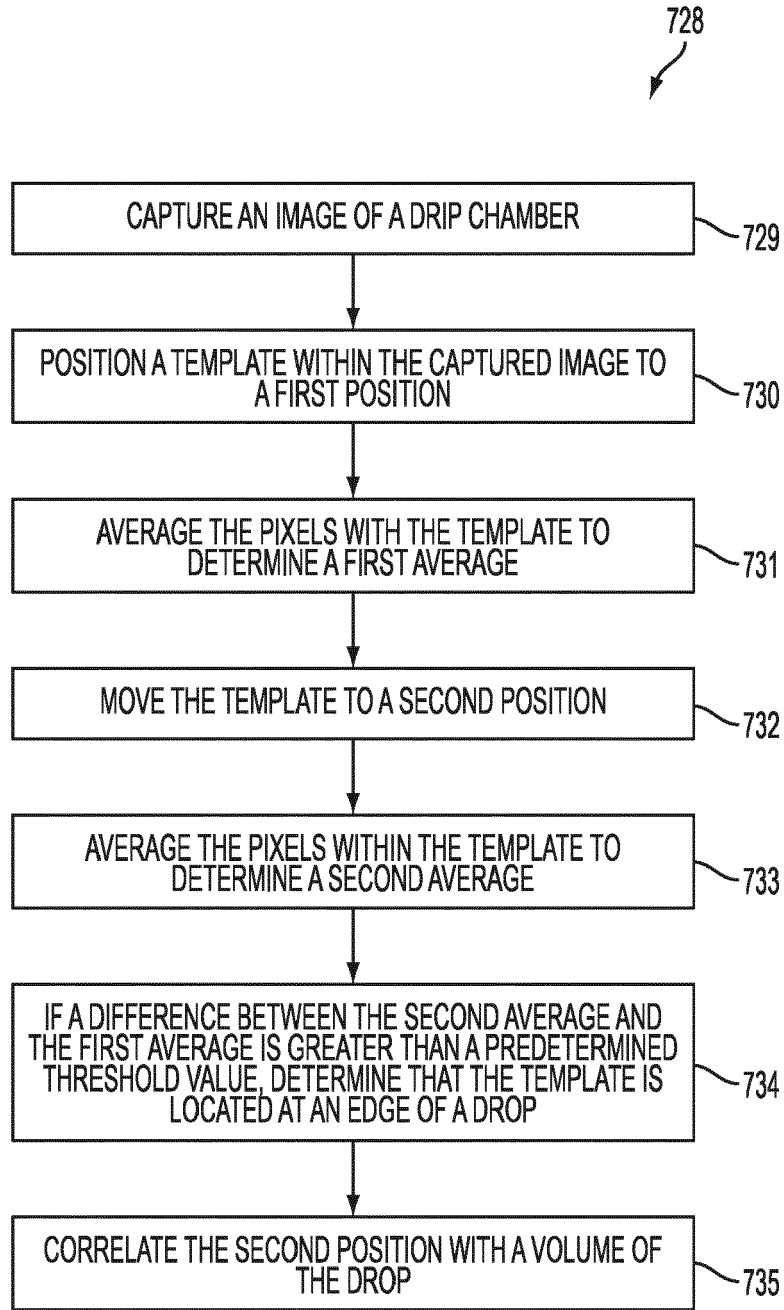 728
CAPTURE AN IMAGE OF A DRIP CHAMBER
729
POSITION A TEMPLATE WITHIN THE CAPTURED IMAGE TO
A FIRST POSITION
730
AVERAGE THE PIXELS WITH THE TEMPLATE TO
DETERMINE A FIRST AVERAGE
731
MOVE THE TEMPLATE TO A SECOND POSITION
732
AVERAGE THE PIXELS WITHIN THE TEMPLATE TO
DETERMINE A SECOND AVERAGE
733
IF A DIFFERENCE BETWEEN THE SECOND AVERAGE AND
THE FIRST AVERAGE IS GREATER THAN A PREDETERMINED
THRESHOLD VALUE, DETERMINE THAT THE TEMPLATE IS
LOCATED AT AN EDGE OF A DROP
734
CORRELATE THE SECOND POSITION WITH A VOLUME OF
THE DROP
735